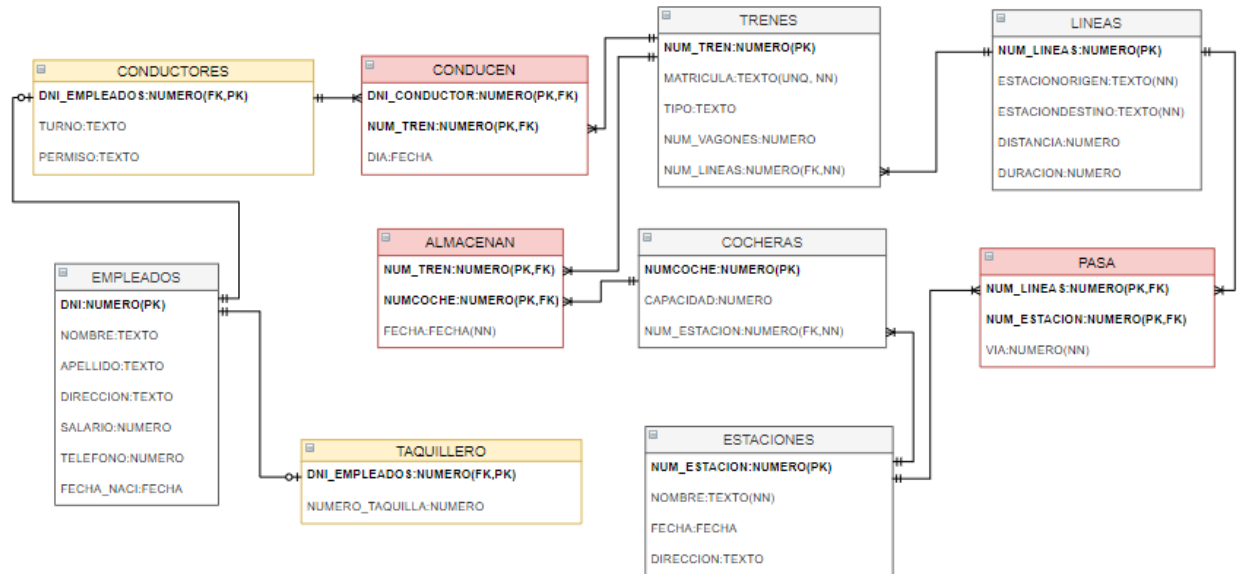 CONDUCTORES
DNI_EMPLEADOS:NUMERO(FK,PK)
TURNO:TEXTO
PERMISO:TEXTO
CONDUCEN
DNI_CONDUCTOR:NUMERO(PK,FK)
NUM_TREN:NUMERO(PK,FK)
DIA:FECHA
TRENES
NUM_TREN:NUMERO(PK)
MATRICULA:TEXTO(UNQ, NN)
TIPO:TEXTO
NUM_VAGONES:NUMERO
NUM_LINEAS:NUMERO(FK,NN)
LINEAS
NUM_LINEAS:NUMERO(PK)
ESTACIONORIGEN:TEXTO(NN)
ESTACIONDESTINO:TEXTO(NN)
DISTANCIA:NUMERO
DURACION:NUMERO
EMPLEADOS
DNI:NUMERO(PK)
NOMBRE:TEXTO
APELLIDO:TEXTO
DIRECCION:TEXTO
SALARIO:NUMERO
TELEFONO:NUMERO
FECHA_NACI:FECHA
ALMACENAN
NUM_TREN:NUMERO(PK,FK)
NUMCOCHE:NUMERO(PK,FK)
FECHA:FECHA(NN)
COCHERAS
NUMCOCHE:NUMERO(PK)
CAPACIDAD:NUMERO
NUM_ESTACION:NUMERO(FK,NN)
PASA
NUM_LINEAS:NUMERO(PK,FK)
NUM_ESTACION:NUMERO(PK,FK)
VIA:NUMERO(NN)
TAQUILLERO
DNI_EMPLEADOS:NUMERO(FK,PK)
NUMERO_TAQUILLA:NUMERO
ESTACIONES
NUM_ESTACION:NUMERO(PK)
NOMBRE:TEXTO(NN)
FECHA:FECHA
DIRECCION:TEXTO